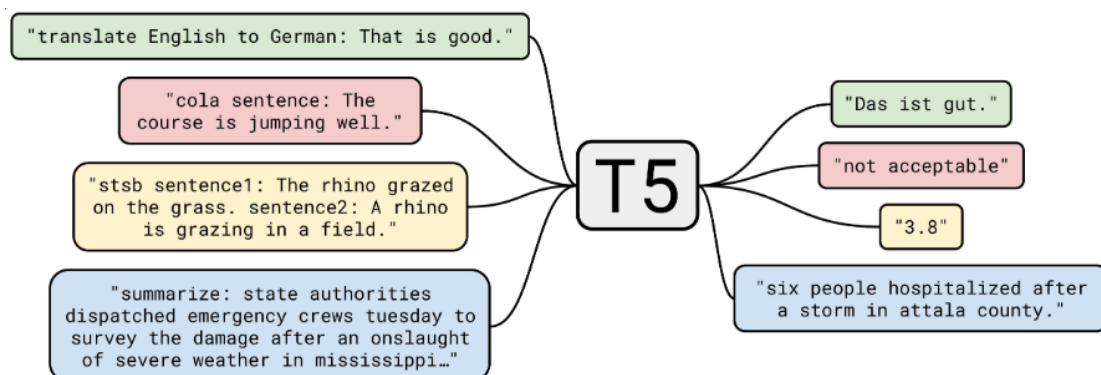 "translate English to German: That is good."
"cola sentence: The
course is jumping well."
"stsb sentence1: The rhino grazed
on the grass. sentence2: A rhino
is grazing in a field."
"summarize: state authorities
dispatched emergency crews tuesday to
survey the damage after an onslaught
of severe weather in mississippi…"
T5
"Das ist gut."
"not acceptable"
"3.8"
"six people hospitalized after
a storm in attala county."